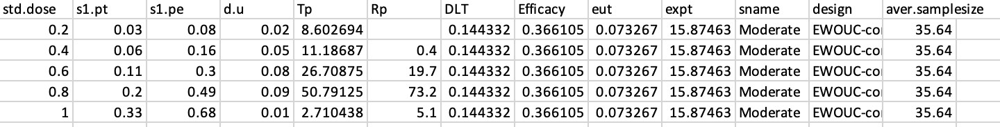 std.dose s1.pt s1.pe d.u Tp Rp DLT Efficacy eut expt sname design aver.samplesize
0.2 0.03 0.08 0.02 8.602694 0.144332 0.366105 0.073267 15.87463 Moderate EWOUC-co
0.4 0.06 0.16 0.05 11.18687 0.4 0.144332 0.366105 0.073267 15.87463 Moderate EWOUC-co 35.64
0.6 0.11 0.3 0.08 26.70875 19.7 0.144332 0.366105 0.073267 15.87463 Moderate EWOUC-co 35.64
0.8 0.2 0.49 0.09 50.79125 73.2 0.144332 0.366105 0.073267 15.87463 Moderate EWOUC-co 35.64
1 0.33 0.68 0.01 2.710438 5.1 0.144332 0.366105 0.073267 15.87463 Moderate EWOUC-co 35.64